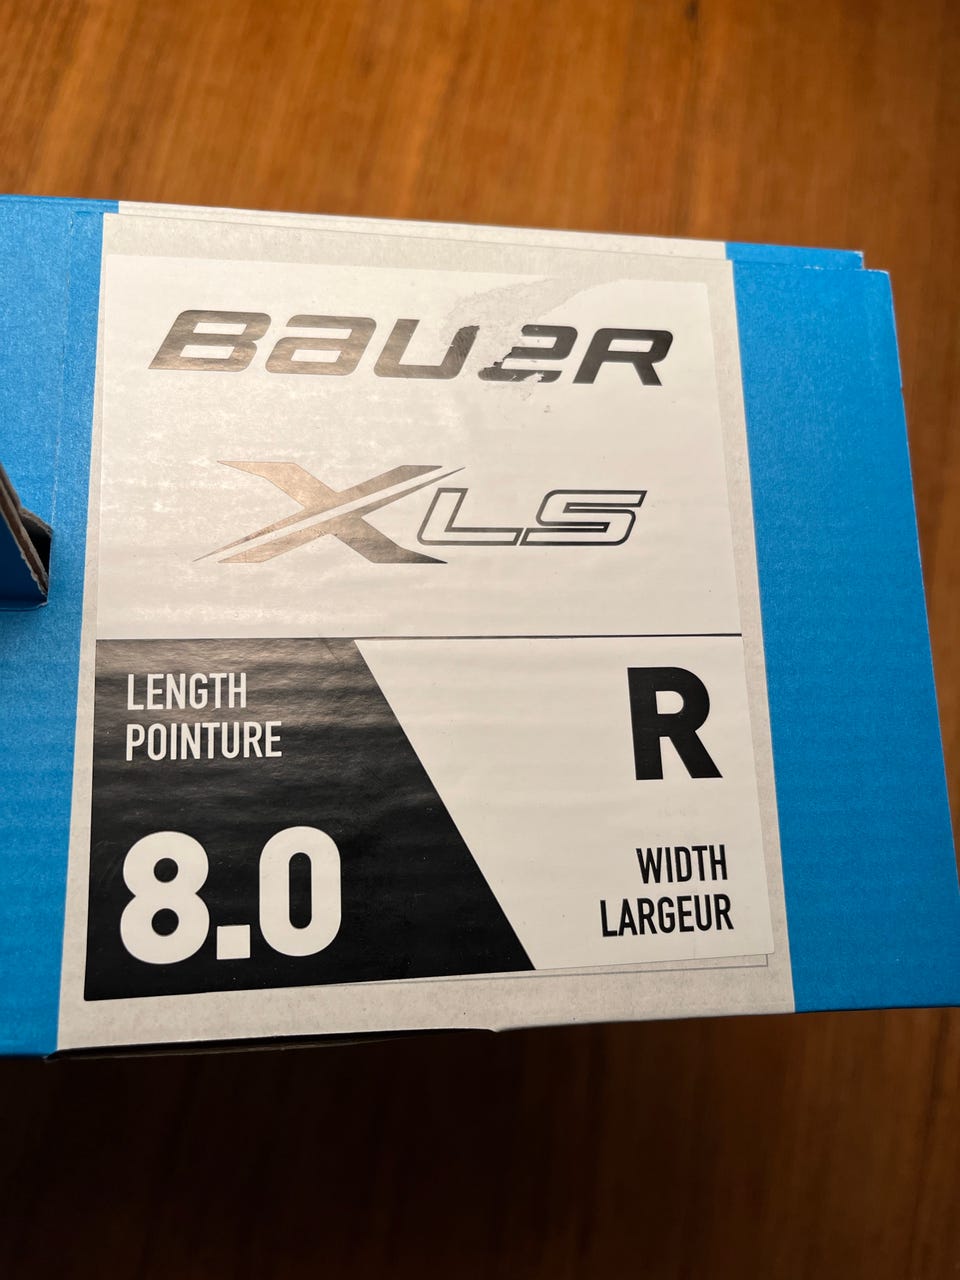 BAUER
XLS
LENGTH
POINTURE
8.0
R
WIDTH
LARGEUR